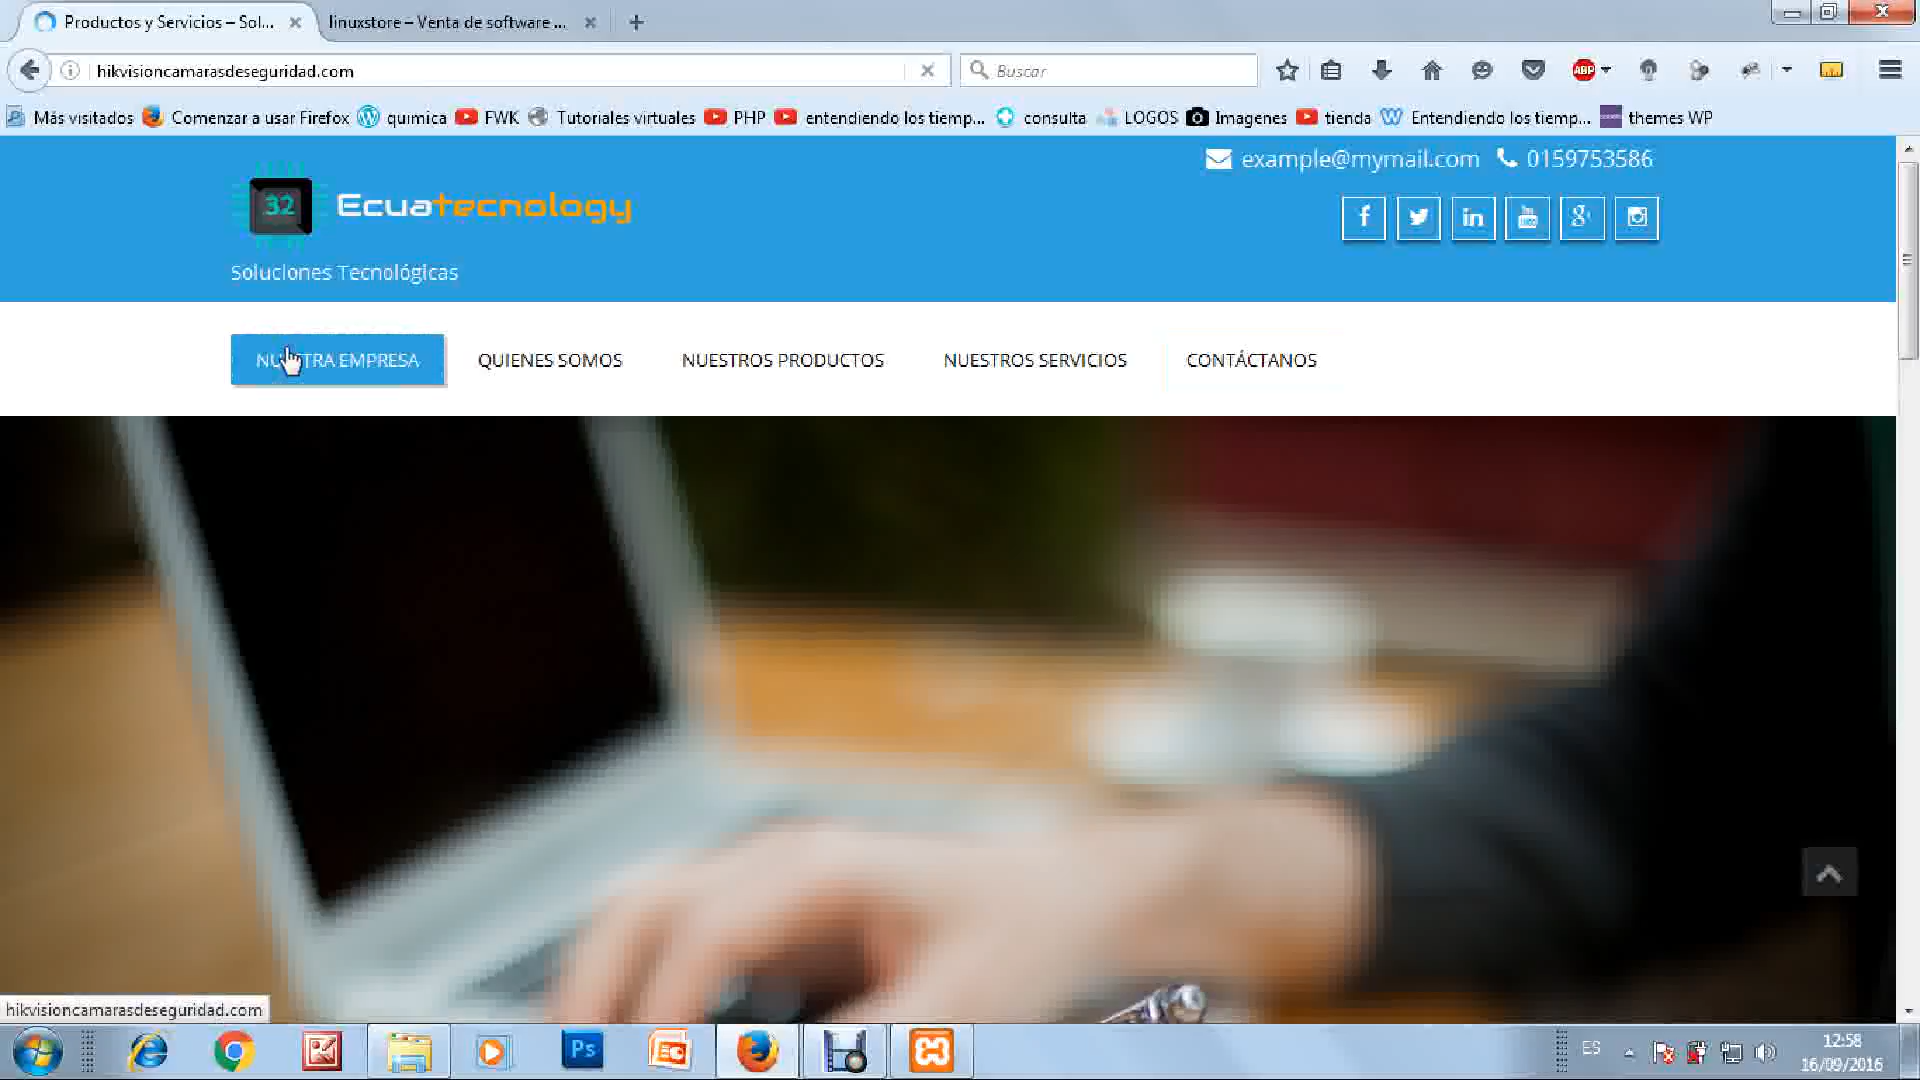 Productos y Servicios – Sol...
linuxstore – Venta de software ...
hikvisioncamarasdeseguridad.com
Buscar
ABP
Más visitados
Comenzar a usar Firefox
quimica
FWK
Tutoriales virtuales
PHP
entendiendo los tiemp...
consulta
LOGOS
Imagenes
tienda
Entendiendo los tiemp...
themes WP
example@mymail.com
0159753586
32
Ecuatecnology
Soluciones Tecnológicas
NUESTRA EMPRESA
QUIENES SOMOS
NUESTROS PRODUCTOS
NUESTROS SERVICIOS
CONTÁCTANOS
hikvisioncamarasdeseguridad.com
Ps
ES
12:58
16/09/2016